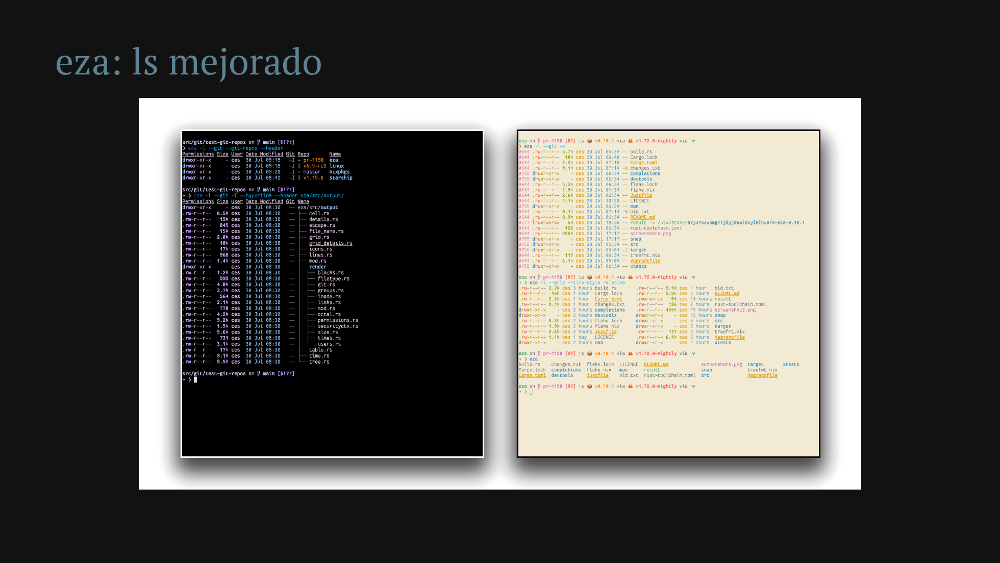 eza: ls mejorado
src/git/test-git-repos on main [$!?↑]
❯ eza -l --git --git-repos --header
Permissions Size User Date Modified Git Repo Name
drwxr-xr-x - ces 30 Jul 09:19 -I - pr-1190 eza
drwxr-xr-x - ces 30 Jul 09:18 -I | v6.5-rc3 linux
drwxr-xr-x - ces 30 Jul 09:20 -I - master nixpkgs
drwxr-xr-x - ces 30 Jul 08:42 -I | v1.15.0 starship
src/git/test-git-repos on main [$!?↑]
✦ ❯ eza -l --git -T --hyperlink --header eza/src/output/
Permissions Size User Date Modified Git Name
drwxr-xr-x - ces 30 Jul 08:30 -- eza/src/output
.rw-r--r-- 8.5k ces 30 Jul 08:30 -- ├── cell.rs
.rw-r--r-- 19k ces 30 Jul 08:30 -- ├── details.rs
.rw-r--r-- 845 ces 30 Jul 08:30 -- ├── escape.rs
.rw-r--r-- 15k ces 30 Jul 08:30 -- ├── file_name.rs
.rw-r--r-- 2.0k ces 30 Jul 08:30 -- ├── grid.rs
.rw-r--r-- 10k ces 30 Jul 08:30 -- ├── grid_details.rs
.rw-r--r-- 17k ces 30 Jul 08:30 -- ├── icons.rs
.rw-r--r-- 968 ces 30 Jul 08:30 -- ├── lines.rs
.rw-r--r-- 1.4k ces 30 Jul 08:30 -- ├── mod.rs
drwxr-xr-x - ces 30 Jul 08:30 -- ├── render
.rw-r--r-- 1.2k ces 30 Jul 08:30 -- │ ├── blocks.rs
.rw-r--r-- 999 ces 30 Jul 08:30 -- │ ├── filetype.rs
.rw-r--r-- 4.0k ces 30 Jul 08:30 -- │ ├── git.rs
.rw-r--r-- 3.7k ces 30 Jul 08:30 -- │ ├── groups.rs
.rw-r--r-- 564 ces 30 Jul 08:30 -- │ ├── inode.rs
.rw-r--r-- 2.1k ces 30 Jul 08:30 -- │ ├── links.rs
.rw-r--r-- 770 ces 30 Jul 08:30 -- │ ├── mod.rs
.rw-r--r-- 4.2k ces 30 Jul 08:30 -- │ ├── octal.rs
.rw-r--r-- 9.2k ces 30 Jul 08:30 -- │ ├── permissions.rs
.rw-r--r-- 1.5k ces 30 Jul 08:30 -- │ ├── securityctx.rs
.rw-r--r-- 5.6k ces 30 Jul 08:30 -- │ ├── size.rs
.rw-r--r-- 731 ces 30 Jul 08:30 -- │ ├── times.rs
.rw-r--r-- 3.1k ces 30 Jul 08:30 -- │ └── users.rs
.rw-r--r-- 17k ces 30 Jul 08:30 -- ├── table.rs
.rw-r--r-- 9.1k ces 30 Jul 08:30 -- ├── time.rs
.rw-r--r-- 9.5k ces 30 Jul 08:30 -- └── tree.rs
src/git/test-git-repos on main [$!?↑]
✦ ❯
eza on pr-1190 [$?] is 📦 v0.10.1 via 🦀 v1.72.0-nightly via
❯ eza -l --git -o
0644 .rw-r--r-- 3.7k ces 30 Jul 05:34 -- build.rs
0644 .rw-r--r-- 10k ces 30 Jul 06:40 -- Cargo.lock
0644 .rw-r--r-- 2.2k ces 30 Jul 07:10 -- Cargo.toml
0644 .rw-r--r-- 9.1k ces 30 Jul 07:14 -N changes.txt
0755 drwxr-xr-x - ces 30 Jul 06:34 -- completions
0755 drwxr-xr-x - ces 30 Jul 06:34 -- devtools
0644 .rw-r--r-- 5.3k ces 30 Jul 06:34 -- flake.lock
0644 .rw-r--r-- 1.9k ces 30 Jul 06:34 -- flake.nix
0644 .rw-r--r-- 2.6k ces 30 Jul 06:34 -- Justfile
0644 .rw-r--r-- 1.1k ces 28 Jul 10:20 -- LICENCE
0755 drwxr-xr-x - ces 30 Jul 06:34 -- man
0644 .rw-r--r-- 9.1k ces 30 Jul 07:14 -N old.txt
0644 .rw-r--r-- 9.9k ces 30 Jul 06:34 -- README.md
0777 lrwxrwxrwx 54 ces 29 Jul 18:36 -- result -> /nix/store/a7y3753vpmg71jdyja6wis5yl8lhv8r9-eza-0.10.1
0644 .rw-r--r-- 126 ces 30 Jul 06:34 -- rust-toolchain.toml
0644 .rw-r--r-- 455k ces 29 Jul 17:17 -- screenshots.png
0755 drwxr-xr-x - ces 29 Jul 17:17 -- snap
0755 drwxr-xr-x - ces 30 Jul 05:34 -- src
0755 drwxr-xr-x - ces 30 Jul 05:04 -I target
0644 .rw-r--r-- 117 ces 30 Jul 06:34 -- treefmt.nix
0644 .rw-r--r-- 6.1k ces 30 Jul 05:05 -- Vagrantfile
0755 drwxr-xr-x - ces 30 Jul 06:34 -- xtests
eza on pr-1190 [$?] is 📦 v0.10.1 via 🦀 v1.72.0-nightly via
✦ ❯ eza -l --grid --time-style relative
.rw-r--r-- 3.7k ces 3 hours build.rs .rw-r--r-- 9.1k ces 1 hour old.txt
.rw-r--r-- 10k ces 1 hour Cargo.lock .rw-r--r-- 9.9k ces 2 hours README.md
.rw-r--r-- 2.2k ces 1 hour Cargo.toml lrwxrwxrwx 54 ces 14 hours result
.rw-r--r-- 9.1k ces 1 hour changes.txt .rw-r--r-- 126 ces 2 hours rust-toolchain.toml
drwxr-xr-x - ces 2 hours completions .rw-r--r-- 455k ces 15 hours screenshots.png
drwxr-xr-x - ces 2 hours devtools drwxr-xr-x - ces 15 hours snap
.rw-r--r-- 5.3k ces 2 hours flake.lock drwxr-xr-x - ces 3 hours src
.rw-r--r-- 1.9k ces 2 hours flake.nix drwxr-xr-x - ces 3 hours target
.rw-r--r-- 2.6k ces 2 hours Justfile .rw-r--r-- 117 ces 2 hours treefmt.nix
.rw-r--r-- 1.1k ces 1 day LICENCE .rw-r--r-- 6.1k ces 3 hours Vagrantfile
drwxr-xr-x - ces 2 hours man drwxr-xr-x - ces 2 hours xtests
eza on pr-1190 [$?] is 📦 v0.10.1 via 🦀 v1.72.0-nightly via
✦ ❯ eza
build.rs changes.txt flake.lock LICENCE README.md screenshots.png target xtests
Cargo.lock completions flake.nix man result snap treefmt.nix
Cargo.toml devtools Justfile old.txt rust-toolchain.toml src Vagrantfile
eza on pr-1190 [$?] is 📦 v0.10.1 via 🦀 v1.72.0-nightly via
✦ ❯